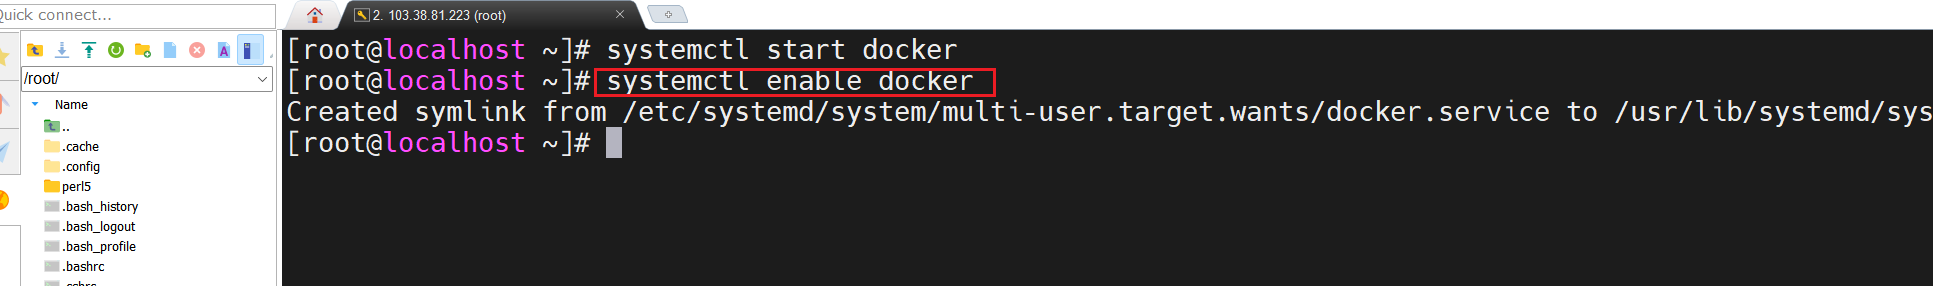 Quick connect...
2. 103.38.81.223 (root)
/root/
Name
..
.cache
.config
perl5
.bash_history
.bash_logout
.bash_profile
.bashrc
[root@localhost ~]# systemctl start docker
[root@localhost ~]# systemctl enable docker
Created symlink from /etc/systemd/system/multi-user.target.wants/docker.service to /usr/lib/systemd/sys
[root@localhost ~]#